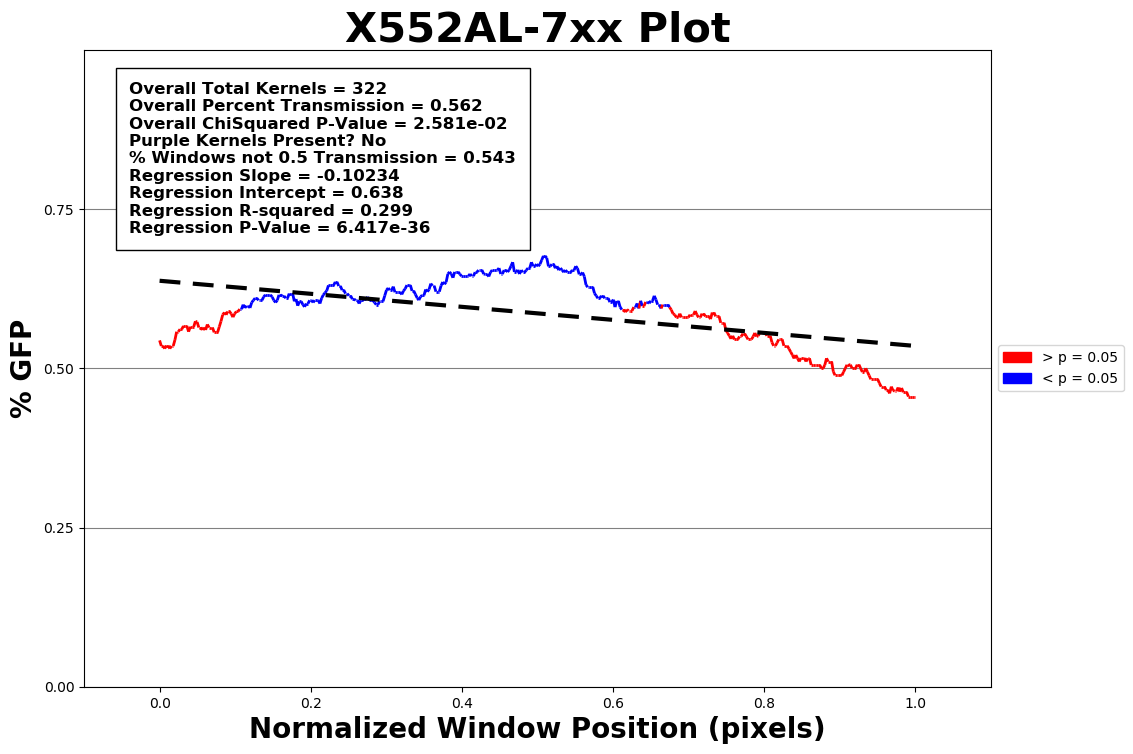 X552AL-7xx Plot
Overall Total Kernels = 322
Overall Percent Transmission = 0.562
Overall ChiSquared P-Value = 2.581e-02
Purple Kernels Present? No
% Windows not 0.5 Transmission = 0.543
Regression Slope = -0.10234
Regression Intercept = 0.638
Regression R-squared = 0.299
Regression P-Value = 6.417e-36
0.75
0.50
0.25
0.00
% GFP
> p = 0.05
< p = 0.05
0.0 0.2 0.4 0.6 0.8 1.0
Normalized Window Position (pixels)